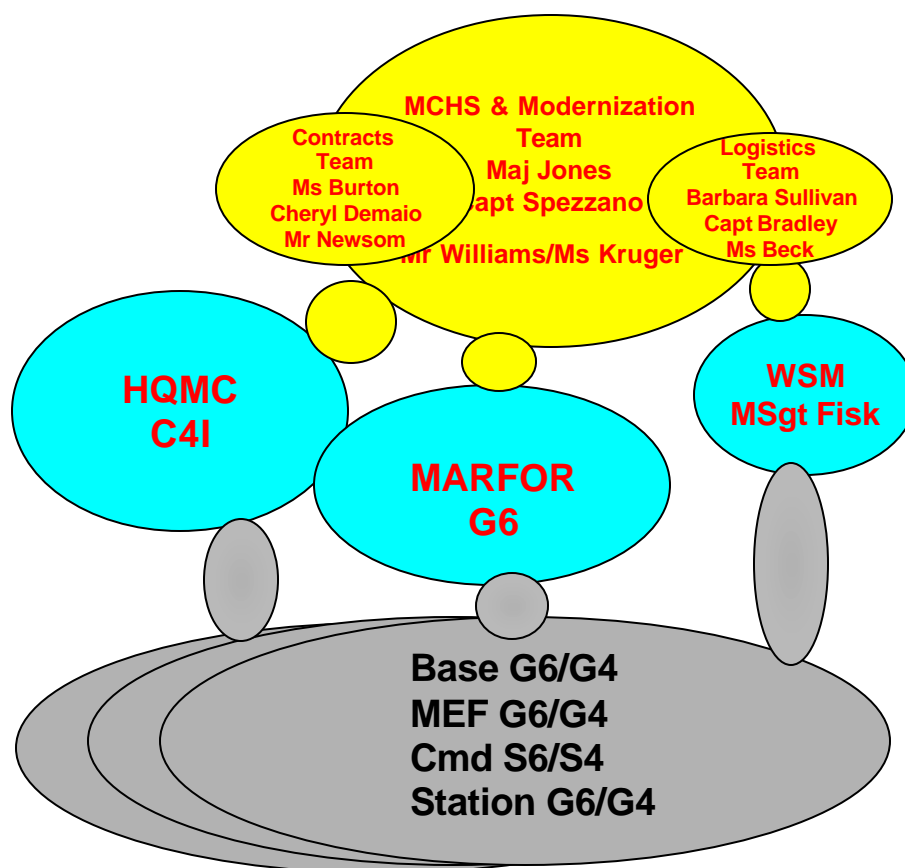 MCHS & Modernization
Team
Maj Jones
apt Spezzano
Mr Williams/Ms Kruger
Contracts
Team
Ms Burton
Cheryl Demaio
Mr Newsom
Logistics
Team
Barbara Sullivan
Capt Bradley
Ms Beck
HQMC
C4I
MARFOR
G6
WSM
MSgt Fisk
Base G6/G4
MEF G6/G4
Cmd S6/S4
Station G6/G4